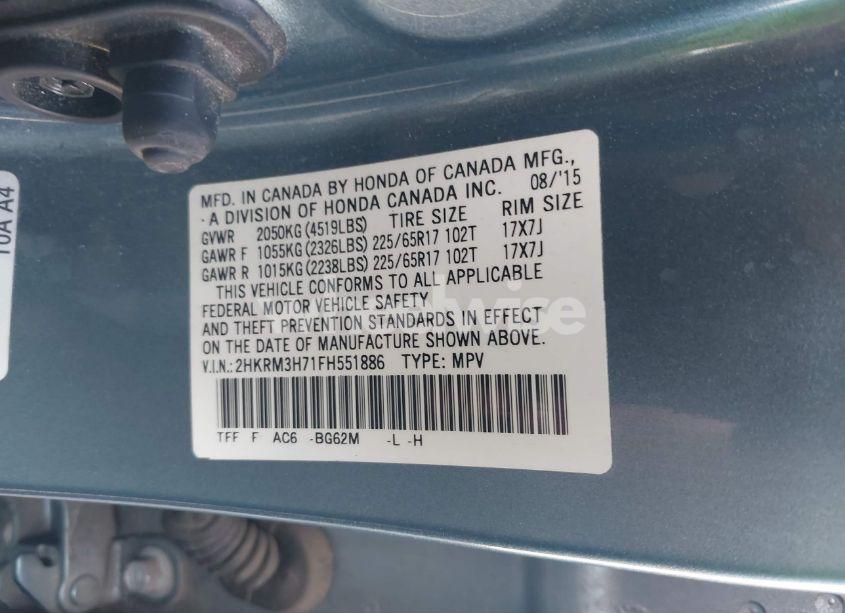 MFD. IN CANADA BY HONDA OF CANADA MFG.,
· A DIVISION OF HONDA CANADA INC. 08/'15
GVWR 2050KG (4519LBS) TIRE SIZE RIM SIZE
GAWR F 1055KG (2326LBS) 225/65R17 102T 17X7J
GAWR R 1015KG (2238LBS) 225/65R17 102T 17X7J
THIS VEHICLE CONFORMS TO ALL APPLICABLE
FEDERAL MOTOR VEHICLE SAFETY
AND THEFT PREVENTION STANDARDS IN EFFECT
ON THE DATE OF MANUFACTURE SHOWN ABOVE.
V.I.N.:2HKRM3H71FH551886 TYPE: MPV
TFF F AC6 -BG62M -L -H
10A A4